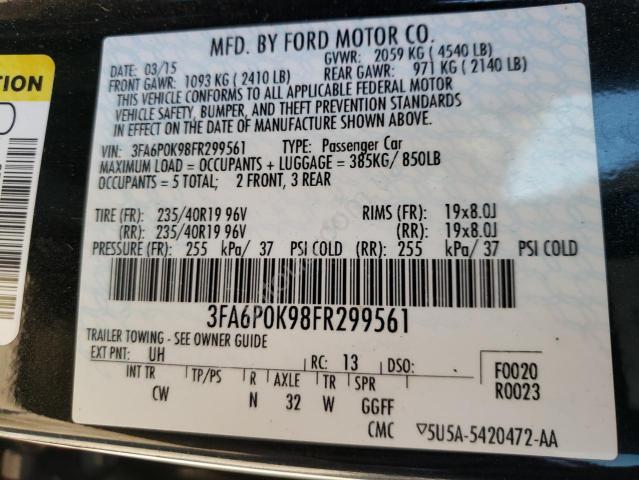 MFD. BY FORD MOTOR CO.
DATE: 03/15 GVWR: 2059 KG (4540 LB)
FRONT GAWR: 1093 KG (2410 LB) REAR GAWR: 971 KG (2140 LB)
THIS VEHICLE CONFORMS TO ALL APPLICABLE FEDERAL MOTOR
VEHICLE SAFETY, BUMPER, AND THEFT PREVENTION STANDARDS
IN EFFECT ON THE DATE OF MANUFACTURE SHOWN ABOVE.
VIN: 3FA6P0K98FR299561 TYPE: Passenger Car
MAXIMUM LOAD = OCCUPANTS + LUGGAGE = 385KG/ 850LB
OCCUPANTS = 5 TOTAL; 2 FRONT, 3 REAR
TIRE (FR): 235/40R19 96V RIMS (FR): 19x8.0J
(RR): 235/40R19 96V (RR): 19x8.0J
PRESSURE (FR): 255 kPa/ 37 PSI COLD (RR): 255 kPa/ 37 PSI COLD
3FA6P0K98FR299561
TRAILER TOWING - SEE OWNER GUIDE
EXT PNT: UH RC: 13 DSO: F0020
R0023
INT TR TP/PS R AXLE TR SPR
CW N 32 W GGFF
CMC ▽5U5A-5420472-AA